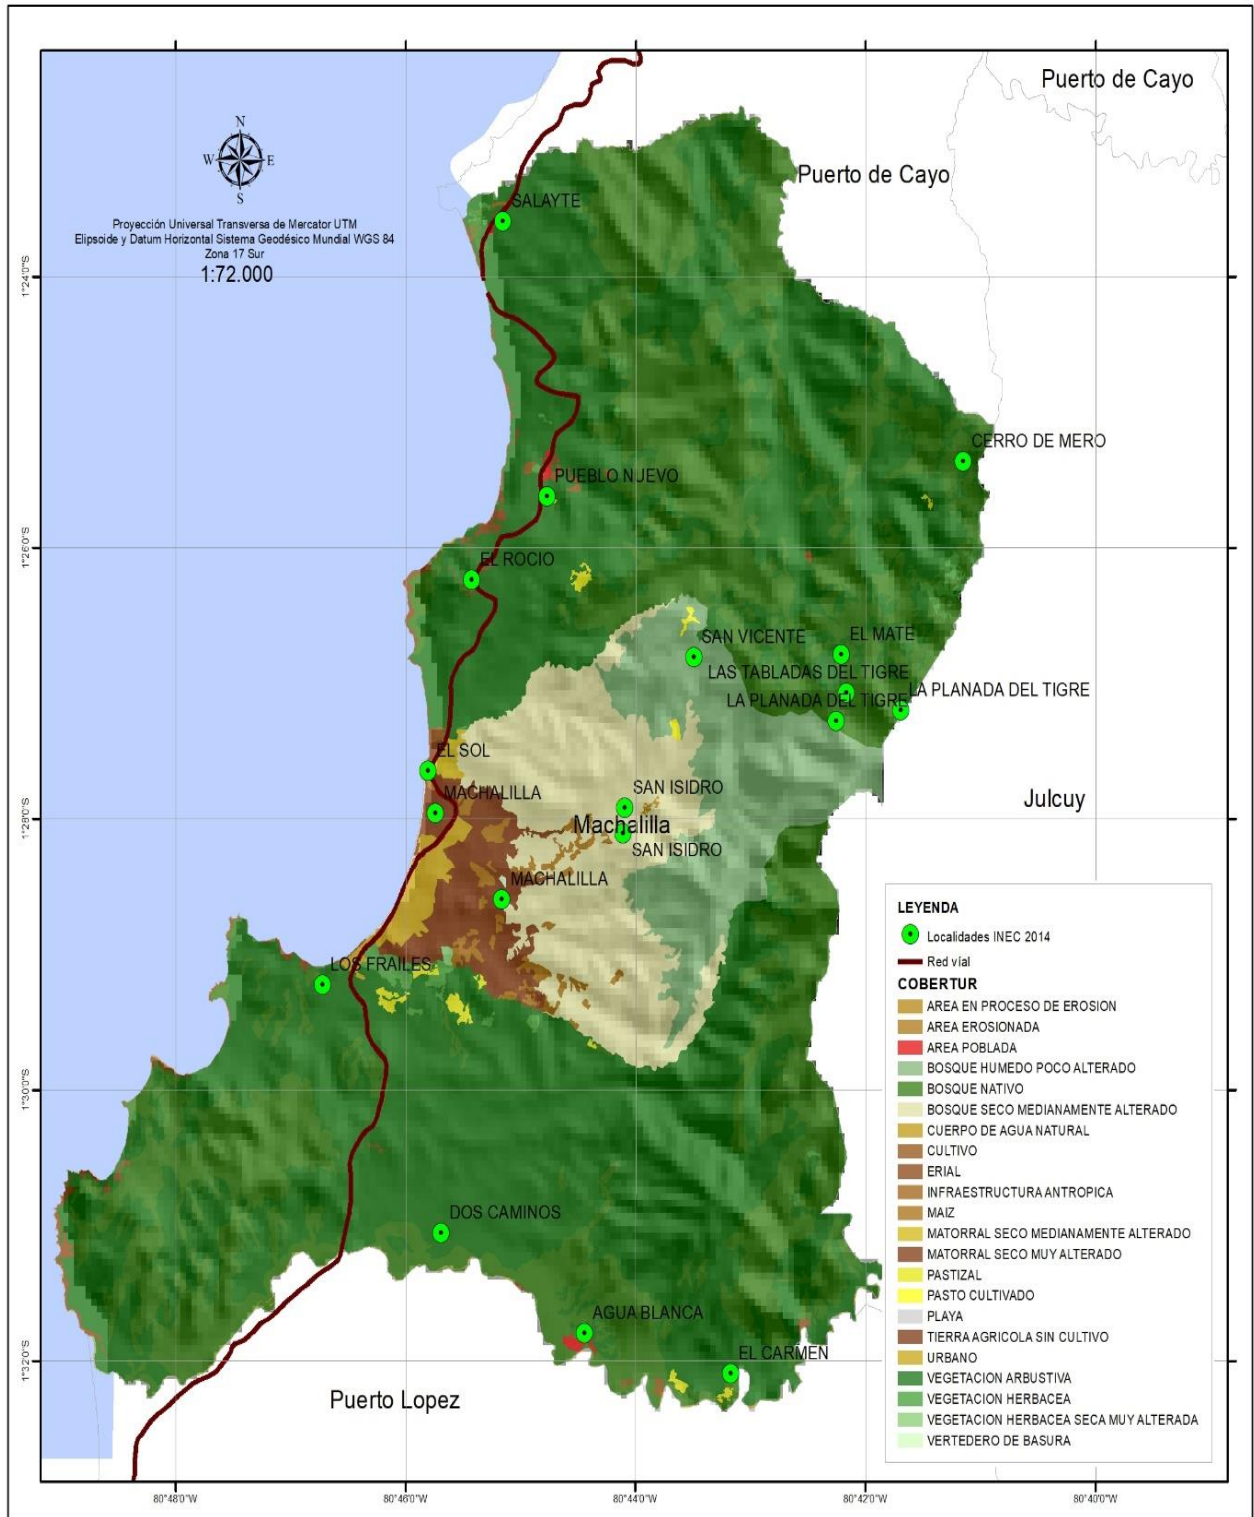 Puerto de Cayo
N
W E
S
Puerto de Cayo
SALAYTE
Proyección Universal Transversa de Mercator UTM
Elipsoide y Datum Horizontal Sistema Geodésico Mundial WGS 84
Zona 17 Sur
1:72.000
1°24'0"S
CERRO DE MERO
PUEBLO NUEVO
1°26'0"S
EL ROCIO
SAN VICENTE
EL MATE
LAS TABLADAS DEL TIGRE
LA PLANADA DEL TIGRE
LA PLANADA DEL TIGRE
EL SOL
MACHALILLA
SAN ISIDRO
Machalilla
SAN ISIDRO
Julcuy
1°28'0"S
MACHALILLA
LOS FRAILES
1°30'0"S
DOS CAMINOS
AGUA BLANCA
EL CARMEN
1°32'0"S
Puerto Lopez
LEYENDA
Localidades INEC 2014
Red víal
COBERTUR
AREA EN PROCESO DE EROSION
AREA EROSIONADA
AREA POBLADA
BOSQUE HUMEDO POCO ALTERADO
BOSQUE NATIVO
BOSQUE SECO MEDIANAMENTE ALTERADO
CUERPO DE AGUA NATURAL
CULTIVO
ERIAL
INFRAESTRUCTURA ANTROPICA
MAIZ
MATORRAL SECO MEDIANAMENTE ALTERADO
MATORRAL SECO MUY ALTERADO
PASTIZAL
PASTO CULTIVADO
PLAYA
TIERRA AGRICOLA SIN CULTIVO
URBANO
VEGETACION ARBUSTIVA
VEGETACION HERBACEA
VEGETACION HERBACEA SECA MUY ALTERADA
VERTEDERO DE BASURA
80°48'0"W 80°46'0"W 80°44'0"W 80°42'0"W 80°40'0"W